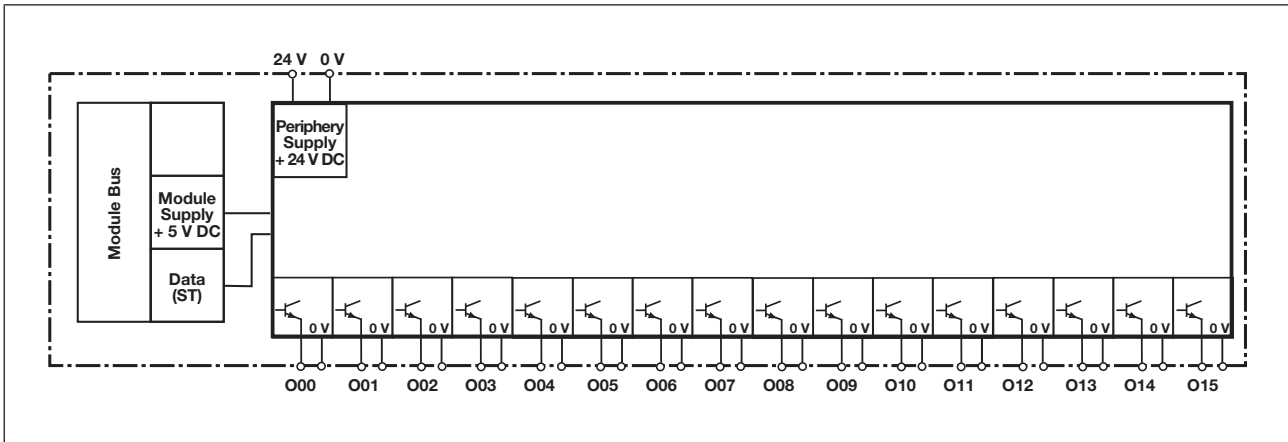 24 V 0 V
Periphery
Supply
+ 24 V DC
Module Bus
Module
Supply
+ 5 V DC
Data
(ST)
0 V 0 V 0 V 0 V 0 V 0 V 0 V 0 V 0 V 0 V 0 V 0 V 0 V 0 V 0 V 0 V
O00 O01 O02 O03 O04 O05 O06 O07 O08 O09 O10 O11 O12 O13 O14 O15